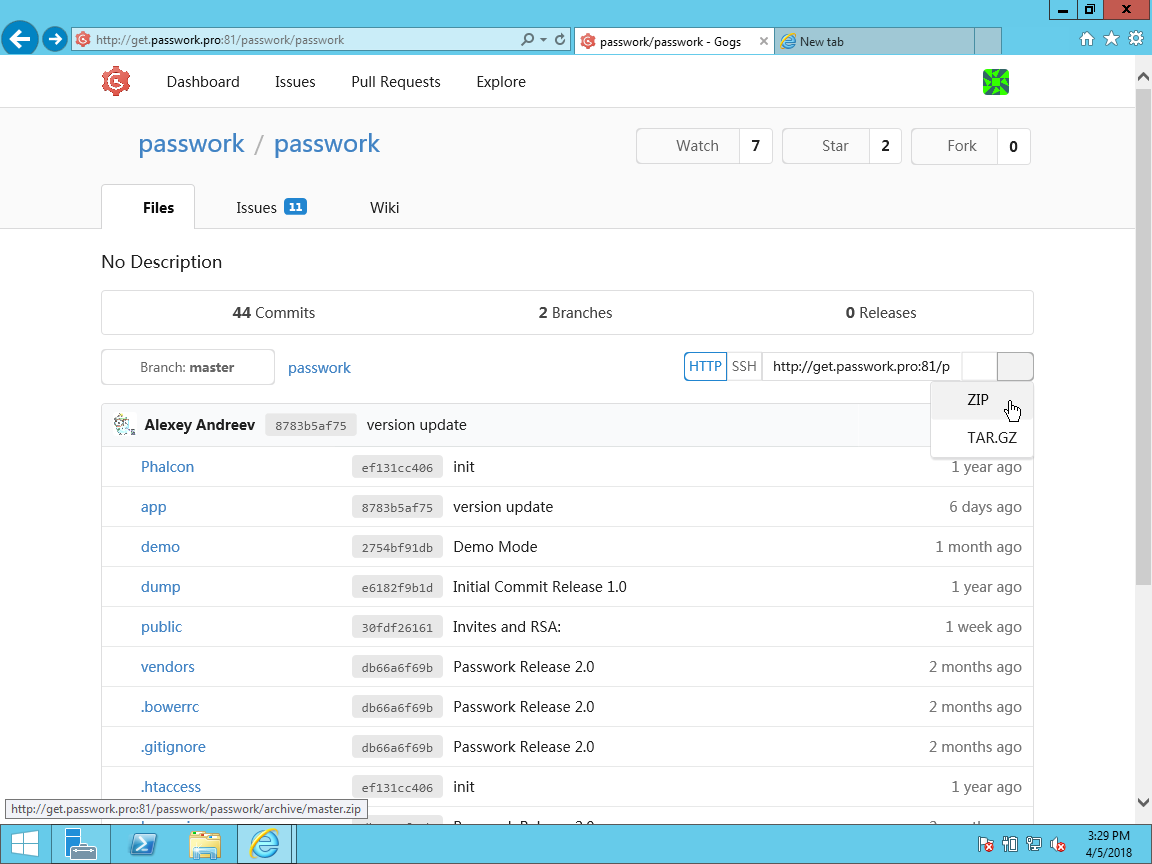 http://get.passwork.pro:81/passwork/passwork
passwork/passwork - Gogs
New tab
Dashboard Issues Pull Requests Explore
passwork / passwork
Watch 7 Star 2 Fork 0
Files Issues 11 Wiki
No Description
44 Commits 2 Branches 0 Releases
Branch: master passwork HTTP SSH http://get.passwork.pro:81/p
ZIP
TAR.GZ
Alexey Andreev 8783b5af75 version update
Phalcon ef131cc406 init 1 year ago
app 8783b5af75 version update 6 days ago
demo 2754bf91db Demo Mode 1 month ago
dump e6182f9b1d Initial Commit Release 1.0 1 year ago
public 30fdf26161 Invites and RSA: 1 week ago
vendors db66a6f69b Passwork Release 2.0 2 months ago
.bowerrc db66a6f69b Passwork Release 2.0 2 months ago
.gitignore db66a6f69b Passwork Release 2.0 2 months ago
.htaccess ef131cc406 init 1 year ago
http://get.passwork.pro:81/passwork/passwork/archive/master.zip
3:29 PM
4/5/2018